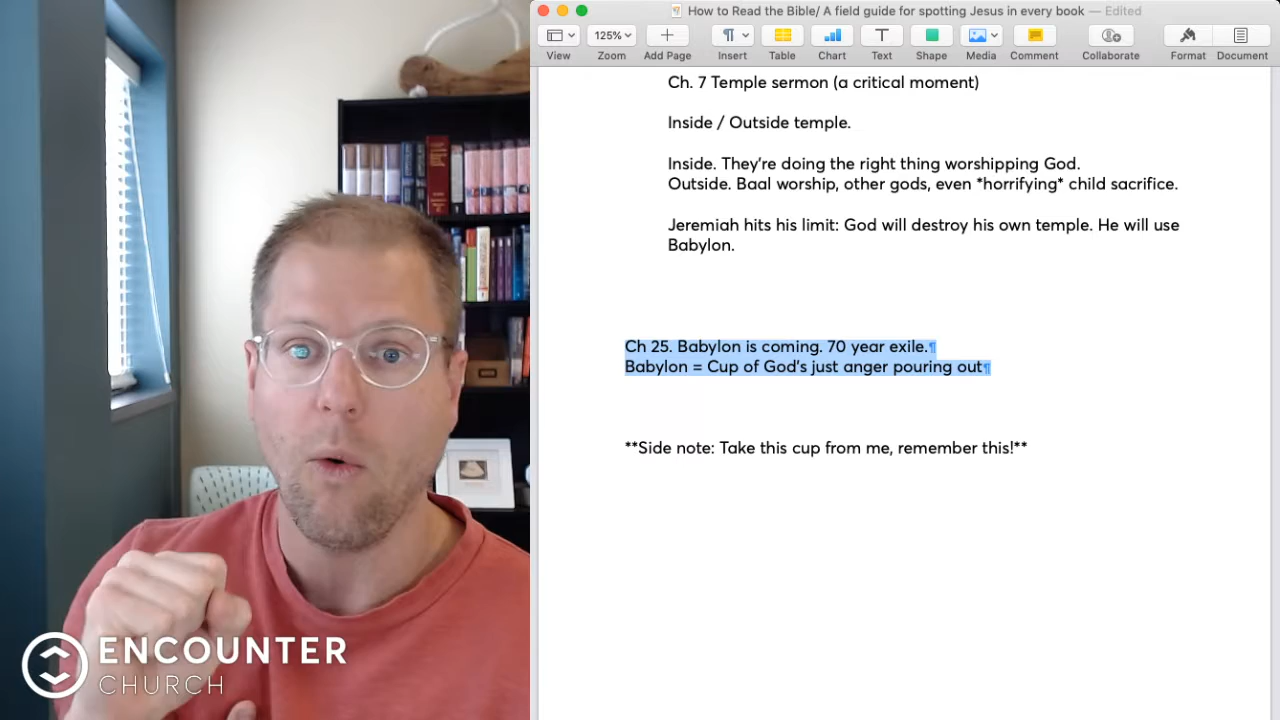 How to Read the Bible/ A field guide for spotting Jesus in every book — Edited
125%
View
Zoom
Add Page
Insert
Table
Chart
Text
Shape
Media
Comment
Collaborate
Format
Document
Ch. 7 Temple sermon (a critical moment)
Inside / Outside temple.
Inside. They're doing the right thing worshipping God.
Outside. Baal worship, other gods, even *horrifying* child sacrifice.
Jeremiah hits his limit: God will destroy his own temple. He will use
Babylon.
Ch 25. Babylon is coming. 70 year exile.¶
Babylon = Cup of God's just anger pouring out¶
**Side note: Take this cup from me, remember this!**
ENCOUNTER
CHURCH